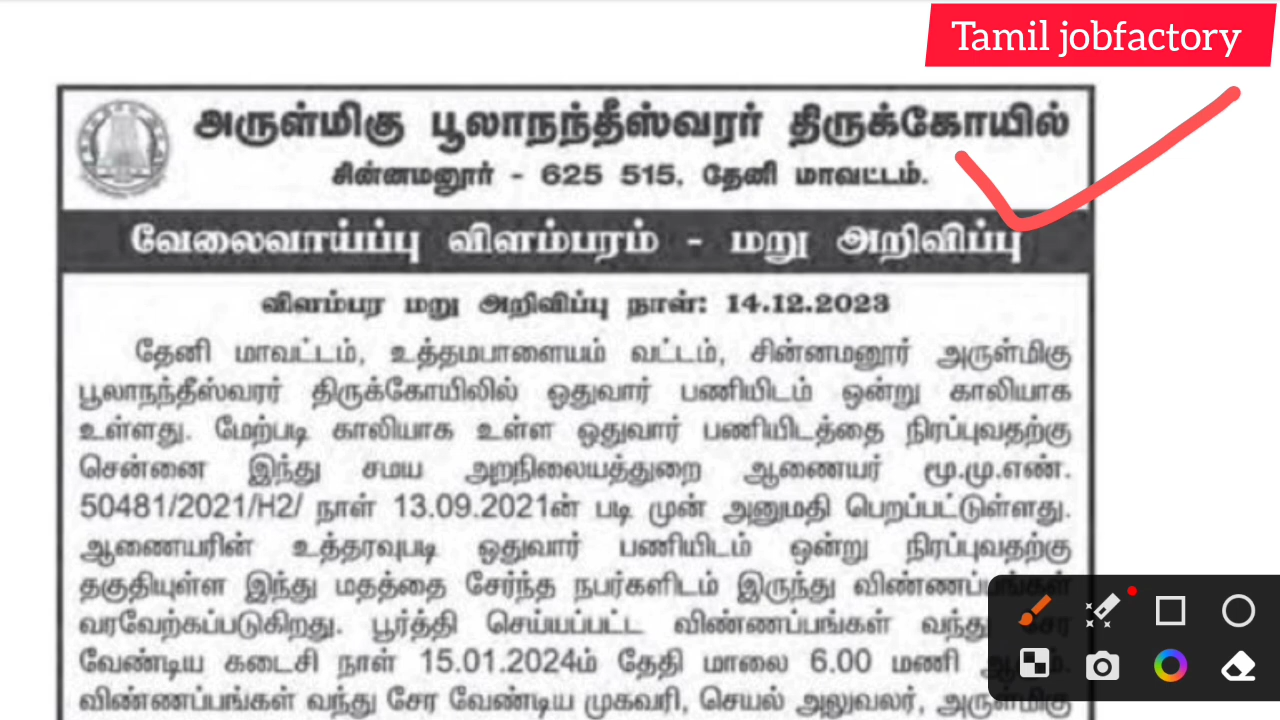 Tamil jobfactory
அருள்மிகு பூலாநந்தீஸ்வரர் திருக்கோயில்
சின்னமனூர் - 625 515, தேனி மாவட்டம்.
வேலைவாய்ப்பு விளம்பரம் - மறு அறிவிப்பு
விளம்பர மறு அறிவிப்பு நாள்: 14.12.2023
தேனி மாவட்டம், உத்தமபாளையம் வட்டம், சின்னமனூர் அருள்மிகு
பூலாநந்தீஸ்வரர் திருக்கோயிலில் ஒதுவார் பணியிடம் ஒன்று காலியாக
உள்ளது. மேற்படி காலியாக உள்ள ஒதுவார் பணியிடத்தை நிரப்புவதற்கு
சென்னை இந்து சமய அறநிலையத்துறை ஆணையர் மூ.மு.எண்.
50481/2021/H2/ நாள் 13.09.2021ன் படி முன் அனுமதி பெறப்பட்டுள்ளது.
ஆணையரின் உத்தரவுபடி ஒதுவார் பணியிடம் ஒன்று நிரப்புவதற்கு
தகுதியுள்ள இந்து மதத்தை சேர்ந்த நபர்களிடம் இருந்து விண்ணப்பங்கள்
வரவேற்கப்படுகிறது. பூர்த்தி செய்யப்பட்ட விண்ணப்பங்கள் வந்து சேர
வேண்டிய கடைசி நாள் 15.01.2024ம் தேதி மாலை 6.00 மணி ஆகும்.
விண்ணப்பங்கள் வந்து சேர வேண்டிய முகவரி, செயல் அலுவலர், அருள்மிகு